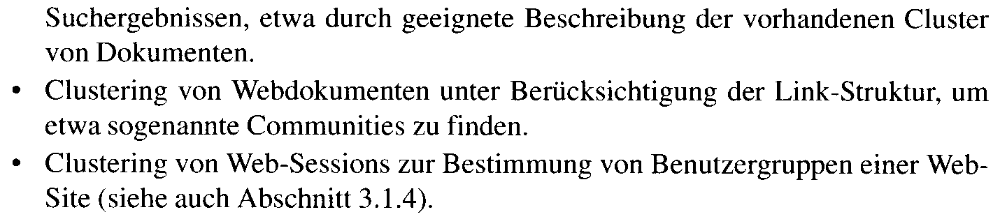 Suchergebnissen, etwa durch geeignete Beschreibung der vorhandenen Cluster
von Dokumenten.
• Clustering von Webdokumenten unter Berücksichtigung der Link-Struktur, um
etwa sogenannte Communities zu finden.
• Clustering von Web-Sessions zur Bestimmung von Benutzergruppen einer Web-
Site (siehe auch Abschnitt 3.1.4).